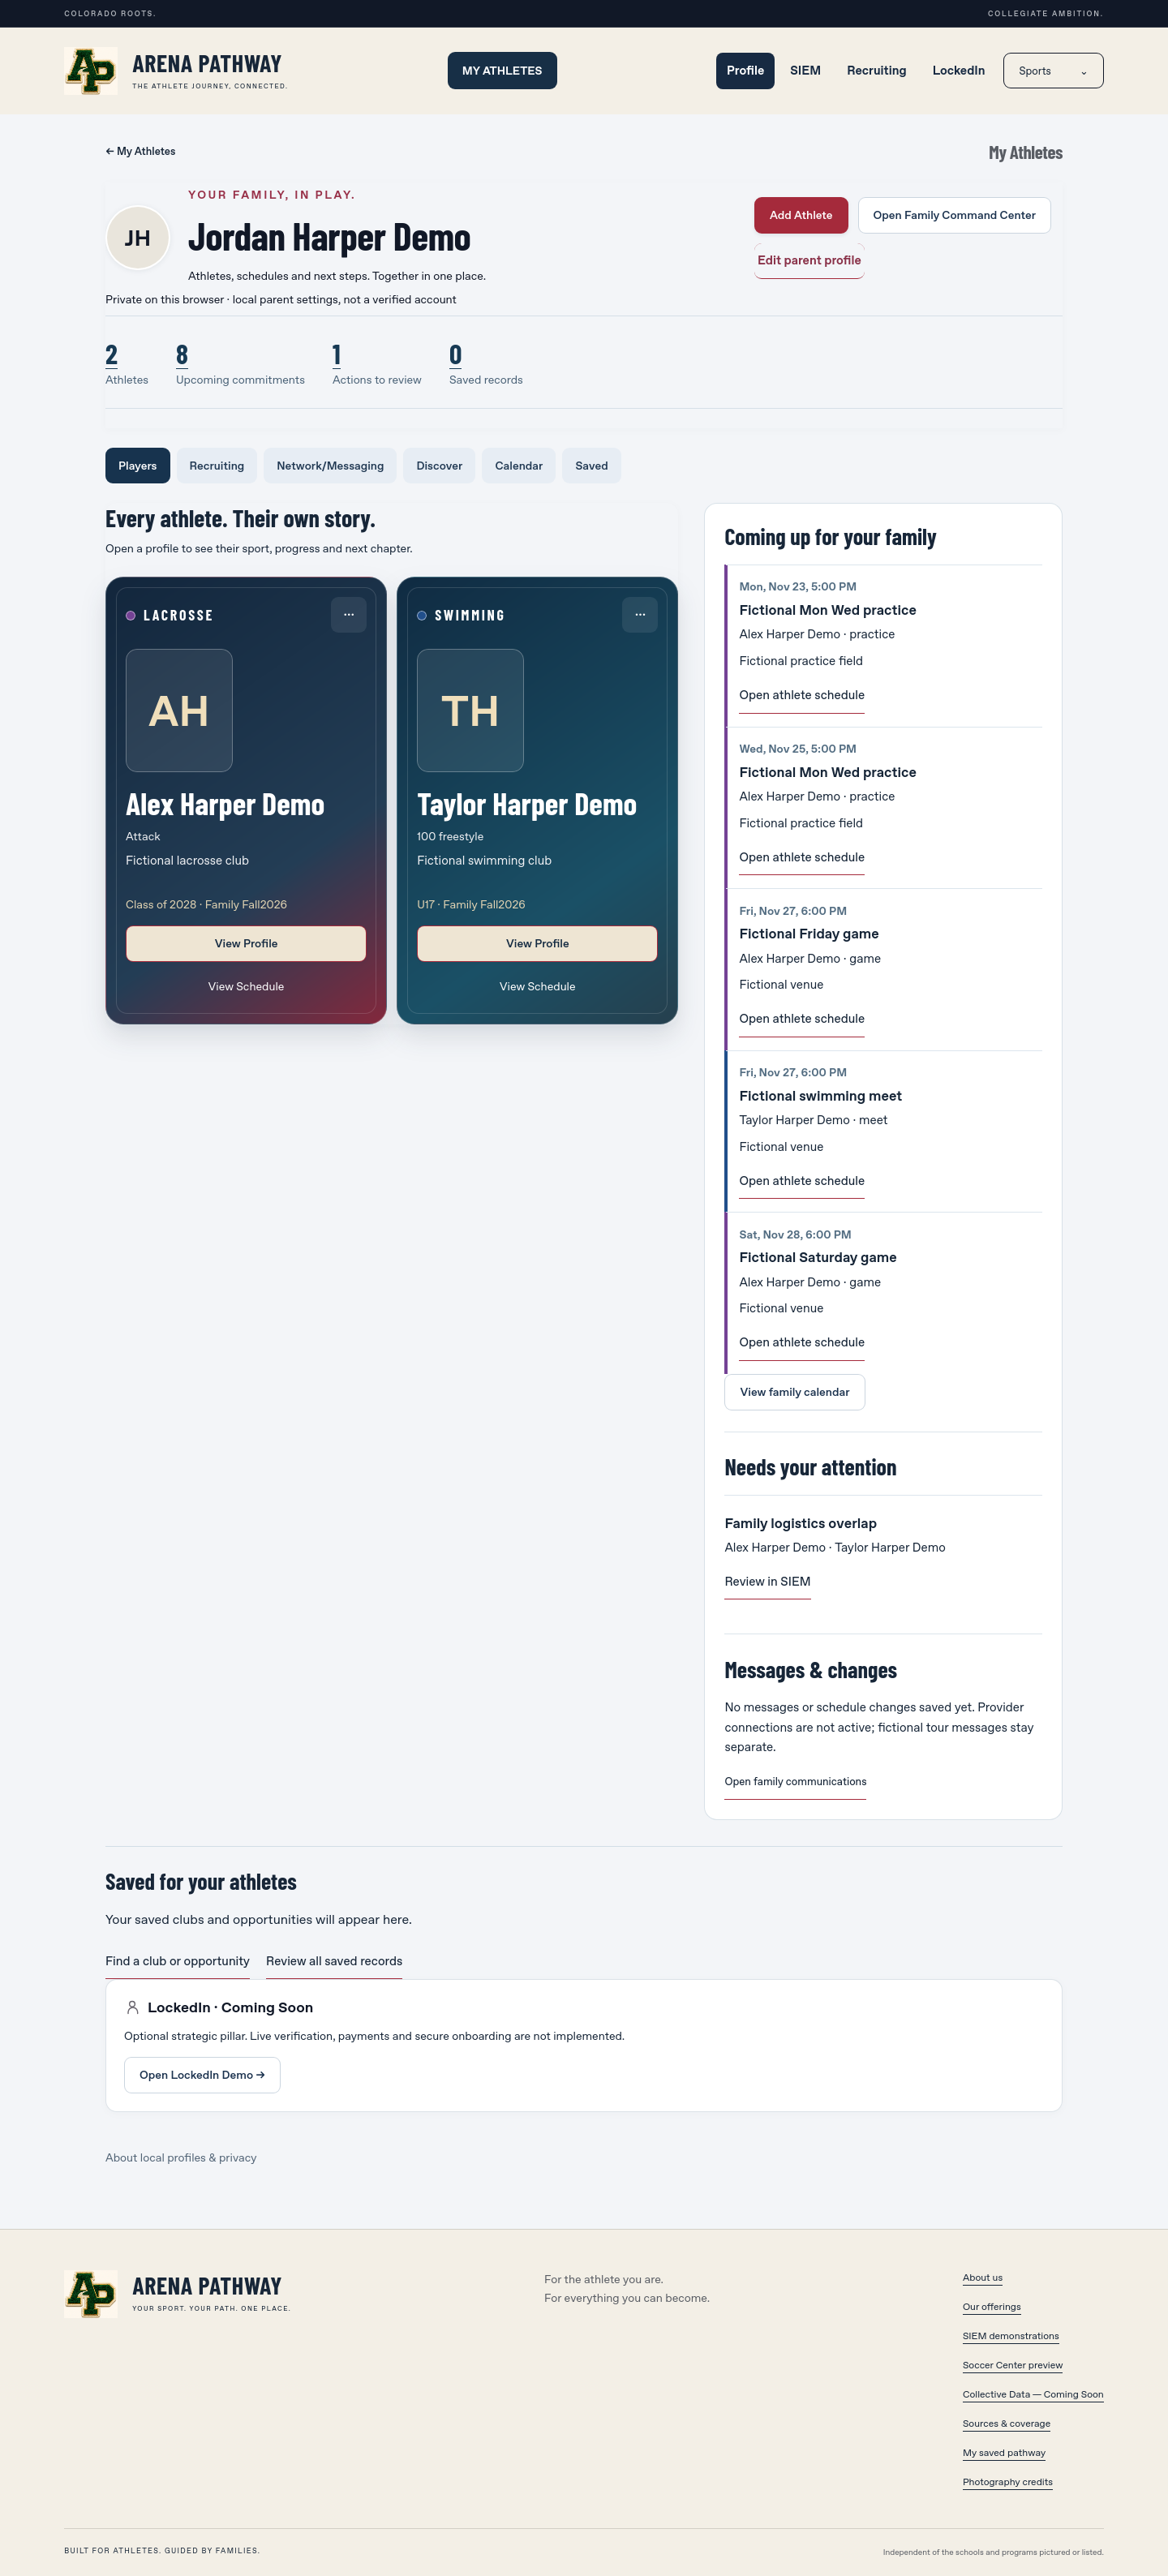 COLORADO ROOTS.
COLLEGIATE AMBITION.
AP
ARENA PATHWAY
THE ATHLETE JOURNEY, CONNECTED.
MY ATHLETES
Profile
SIEM
Recruiting
LockedIn
Sports
← My Athletes
My Athletes
YOUR FAMILY, IN PLAY.
JH
Jordan Harper Demo
Athletes, schedules and next steps. Together in one place.
Private on this browser · local parent settings, not a verified account
Add Athlete
Open Family Command Center
Edit parent profile
2
Athletes
8
Upcoming commitments
1
Actions to review
0
Saved records
Players
Recruiting
Network/Messaging
Discover
Calendar
Saved
Every athlete. Their own story.
Open a profile to see their sport, progress and next chapter.
LACROSSE
···
AH
Alex Harper Demo
Attack
Fictional lacrosse club
Class of 2028 · Family Fall2026
View Profile
View Schedule
SWIMMING
···
TH
Taylor Harper Demo
100 freestyle
Fictional swimming club
U17 · Family Fall2026
View Profile
View Schedule
Coming up for your family
Mon, Nov 23, 5:00 PM
Fictional Mon Wed practice
Alex Harper Demo · practice
Fictional practice field
Open athlete schedule
Wed, Nov 25, 5:00 PM
Fictional Mon Wed practice
Alex Harper Demo · practice
Fictional practice field
Open athlete schedule
Fri, Nov 27, 6:00 PM
Fictional Friday game
Alex Harper Demo · game
Fictional venue
Open athlete schedule
Fri, Nov 27, 6:00 PM
Fictional swimming meet
Taylor Harper Demo · meet
Fictional venue
Open athlete schedule
Sat, Nov 28, 6:00 PM
Fictional Saturday game
Alex Harper Demo · game
Fictional venue
Open athlete schedule
View family calendar
Needs your attention
Family logistics overlap
Alex Harper Demo · Taylor Harper Demo
Review in SIEM
Messages & changes
No messages or schedule changes saved yet. Provider
connections are not active; fictional tour messages stay
separate.
Open family communications
Saved for your athletes
Your saved clubs and opportunities will appear here.
Find a club or opportunity
Review all saved records
LockedIn · Coming Soon
Optional strategic pillar. Live verification, payments and secure onboarding are not implemented.
Open LockedIn Demo →
About local profiles & privacy
AP
ARENA PATHWAY
YOUR SPORT. YOUR PATH. ONE PLACE.
For the athlete you are.
For everything you can become.
About us
Our offerings
SIEM demonstrations
Soccer Center preview
Collective Data — Coming Soon
Sources & coverage
My saved pathway
Photography credits
BUILT FOR ATHLETES. GUIDED BY FAMILIES.
Independent of the schools and programs pictured or listed.